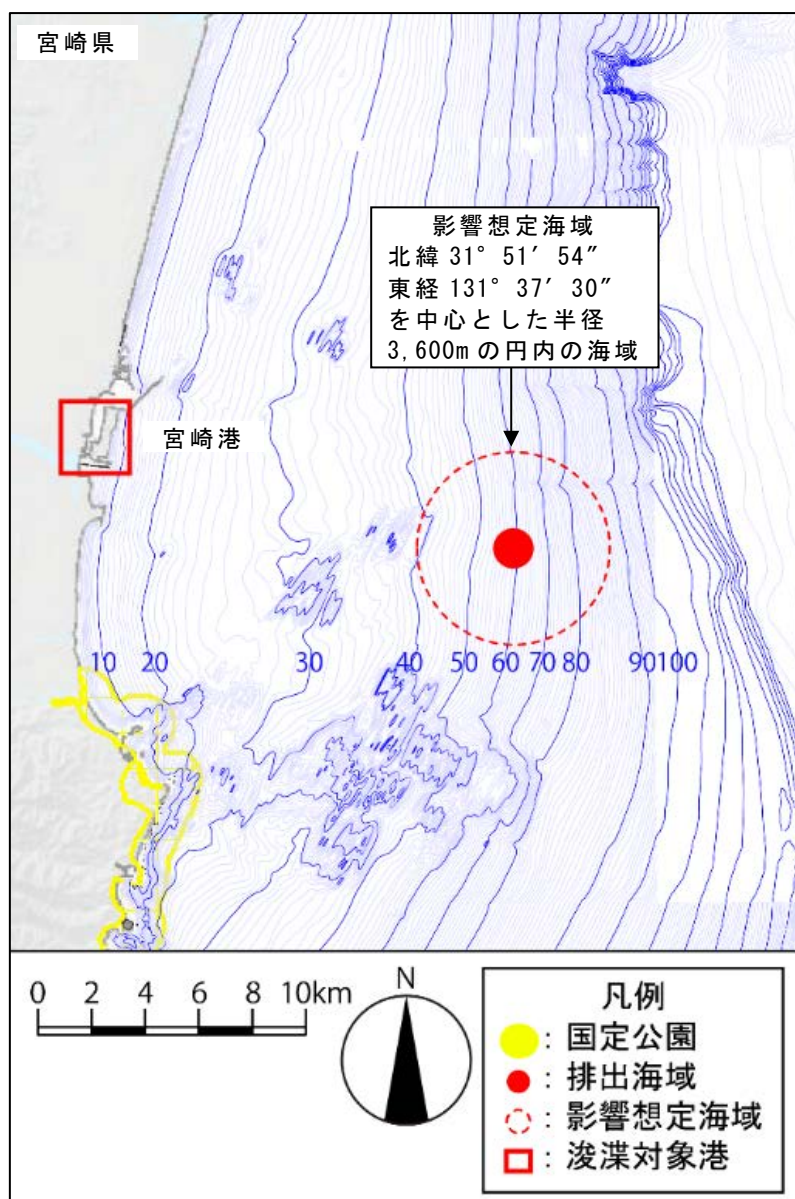 宮崎県
影響想定海域
北緯 31° 51′ 54″
東経 131° 37′ 30″
を中心とした半径
3,600m の円内の海域
宮崎港
10 20 30 40 50 60 70 80 90 100
0 2 4 6 8 10km
N
凡例
: 国定公園
: 排出海域
: 影響想定海域
: 浚渫対象港